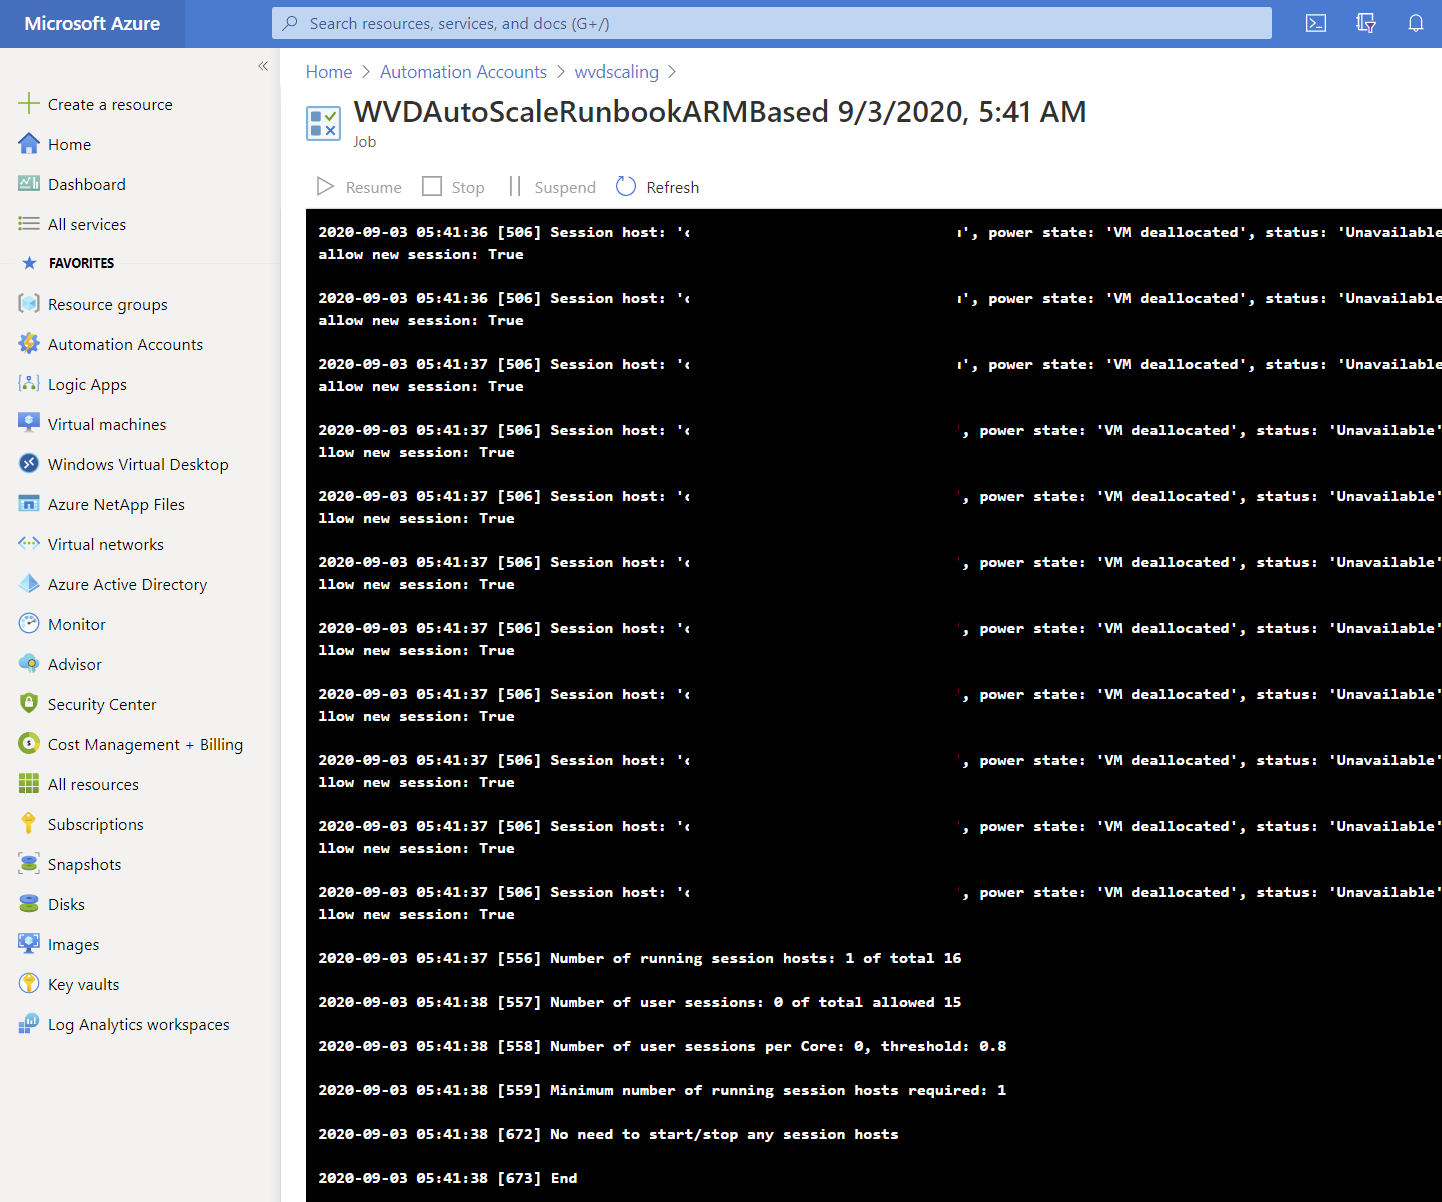 Microsoft Azure
Search resources, services, and docs (G+/)
Create a resource
Home
Dashboard
All services
FAVORITES
Resource groups
Automation Accounts
Logic Apps
Virtual machines
Windows Virtual Desktop
Azure NetApp Files
Virtual networks
Azure Active Directory
Monitor
Advisor
Security Center
Cost Management + Billing
All resources
Subscriptions
Snapshots
Disks
Images
Key vaults
Log Analytics workspaces
Home > Automation Accounts > wvdscaling >
WVDAutoScaleRunbookARMBased 9/3/2020, 5:41 AM
Job
Resume Stop Suspend Refresh
2020-09-03 05:41:36 [506] Session host: ', power state: 'VM deallocated', status: 'Unavailable
allow new session: True
2020-09-03 05:41:36 [506] Session host: ', power state: 'VM deallocated', status: 'Unavailable
allow new session: True
2020-09-03 05:41:37 [506] Session host: ', power state: 'VM deallocated', status: 'Unavailable
allow new session: True
2020-09-03 05:41:37 [506] Session host: ', power state: 'VM deallocated', status: 'Unavailable'
llow new session: True
2020-09-03 05:41:37 [506] Session host: ', power state: 'VM deallocated', status: 'Unavailable'
llow new session: True
2020-09-03 05:41:37 [506] Session host: ', power state: 'VM deallocated', status: 'Unavailable'
llow new session: True
2020-09-03 05:41:37 [506] Session host: ', power state: 'VM deallocated', status: 'Unavailable'
llow new session: True
2020-09-03 05:41:37 [506] Session host: ', power state: 'VM deallocated', status: 'Unavailable'
llow new session: True
2020-09-03 05:41:37 [506] Session host: ', power state: 'VM deallocated', status: 'Unavailable'
llow new session: True
2020-09-03 05:41:37 [506] Session host: ', power state: 'VM deallocated', status: 'Unavailable'
llow new session: True
2020-09-03 05:41:37 [506] Session host: ', power state: 'VM deallocated', status: 'Unavailable'
llow new session: True
2020-09-03 05:41:37 [556] Number of running session hosts: 1 of total 16
2020-09-03 05:41:38 [557] Number of user sessions: 0 of total allowed 15
2020-09-03 05:41:38 [558] Number of user sessions per Core: 0, threshold: 0.8
2020-09-03 05:41:38 [559] Minimum number of running session hosts required: 1
2020-09-03 05:41:38 [672] No need to start/stop any session hosts
2020-09-03 05:41:38 [673] End